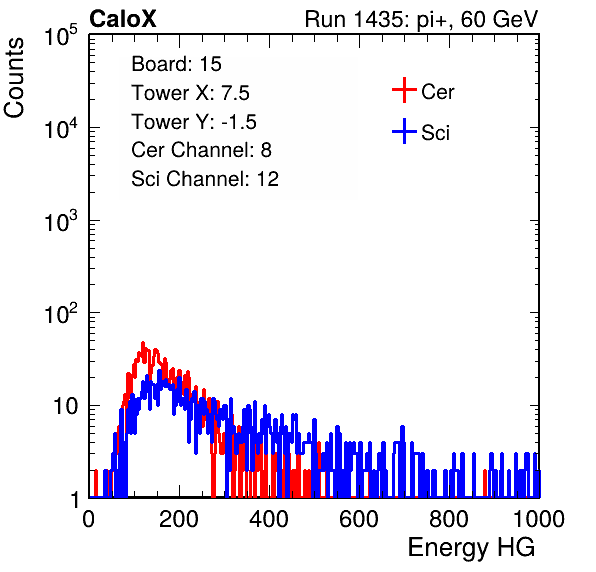 CaloX Run 1435: pi+, 60 GeV
Counts
10^5
10^4
10^3
10^2
10
1
Board: 15
Tower X: 7.5
Tower Y: -1.5
Cer Channel: 8
Sci Channel: 12
Cer
Sci
0 200 400 600 800 1000
Energy HG